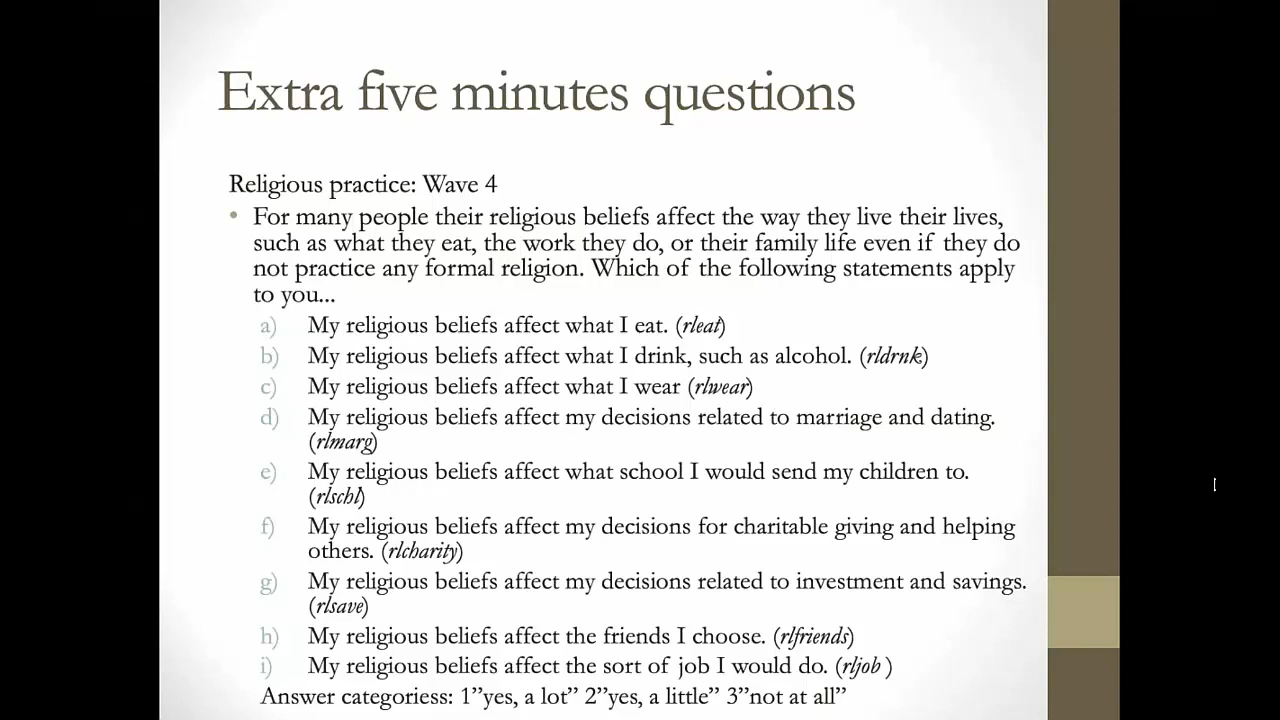 Extra five minutes questions
Religious practice: Wave 4
• For many people their religious beliefs affect the way they live their lives,
such as what they eat, the work they do, or their family life even if they do
not practice any formal religion. Which of the following statements apply
to you...
a) My religious beliefs affect what I eat. (rleat)
b) My religious beliefs affect what I drink, such as alcohol. (rldrnk)
c) My religious beliefs affect what I wear (rlwear)
d) My religious beliefs affect my decisions related to marriage and dating.
(rlmarg)
e) My religious beliefs affect what school I would send my children to.
(rlschl)
f) My religious beliefs affect my decisions for charitable giving and helping
others. (rlcharity)
g) My religious beliefs affect my decisions related to investment and savings.
(rlsave)
h) My religious beliefs affect the friends I choose. (rlfriends)
i) My religious beliefs affect the sort of job I would do. (rljob )
Answer categoriess: 1”yes, a lot” 2”yes, a little” 3”not at all”